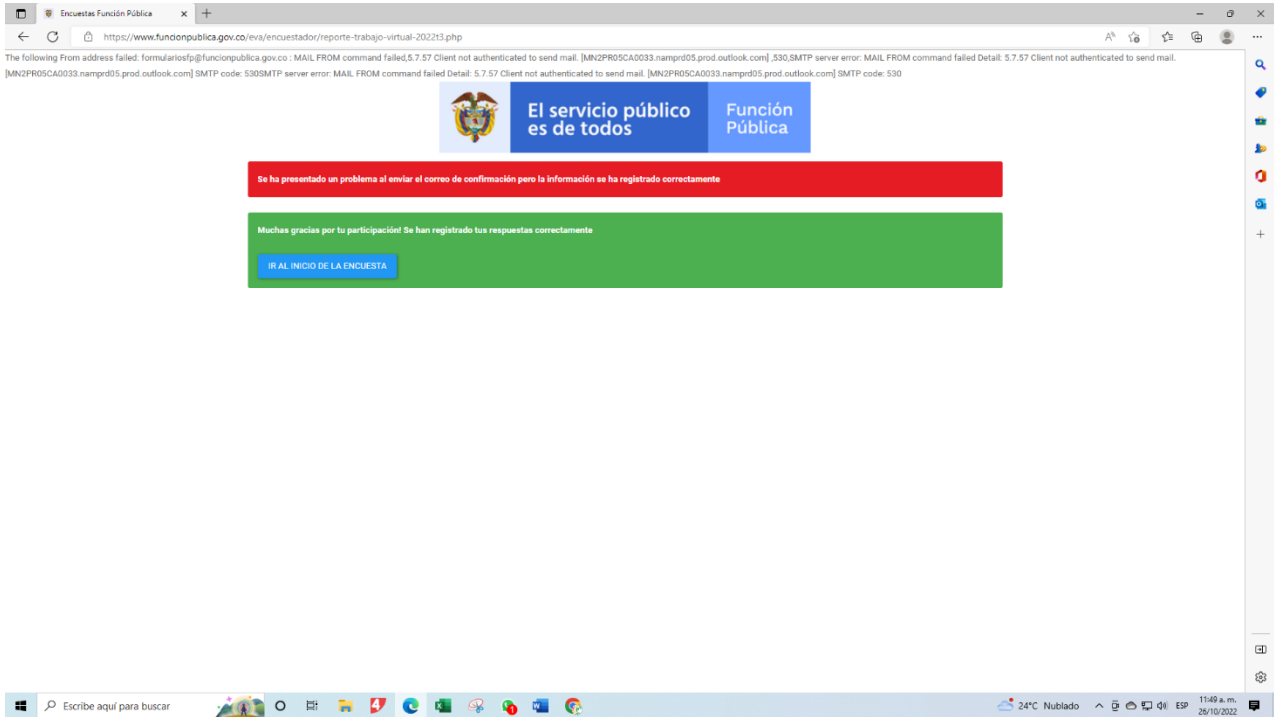 Encuestas Función Pública
https://www.funcionpublica.gov.co/eva/encuestador/reporte-trabajo-virtual-2022t3.php
The following From address failed: formulariosfp@funcionpublica.gov.co : MAIL FROM command failed,5.7.57 Client not authenticated to send mail. [MN2PR05CA0033.namprd05.prod.outlook.com] ,530,SMTP server error: MAIL FROM command failed Detail: 5.7.57 Client not authenticated to send mail.
[MN2PR05CA0033.namprd05.prod.outlook.com] SMTP code: 530SMTP server error: MAIL FROM command failed Detail: 5.7.57 Client not authenticated to send mail. [MN2PR05CA0033.namprd05.prod.outlook.com] SMTP code: 530
El servicio público
es de todos
Función
Pública
Se ha presentado un problema al enviar el correo de confirmación pero la información se ha registrado correctamente
Muchas gracias por tu participación! Se han registrado tus respuestas correctamente
IR AL INICIO DE LA ENCUESTA
Escribe aquí para buscar
24°C Nublado
ESP
11:49 a. m.
26/10/2022